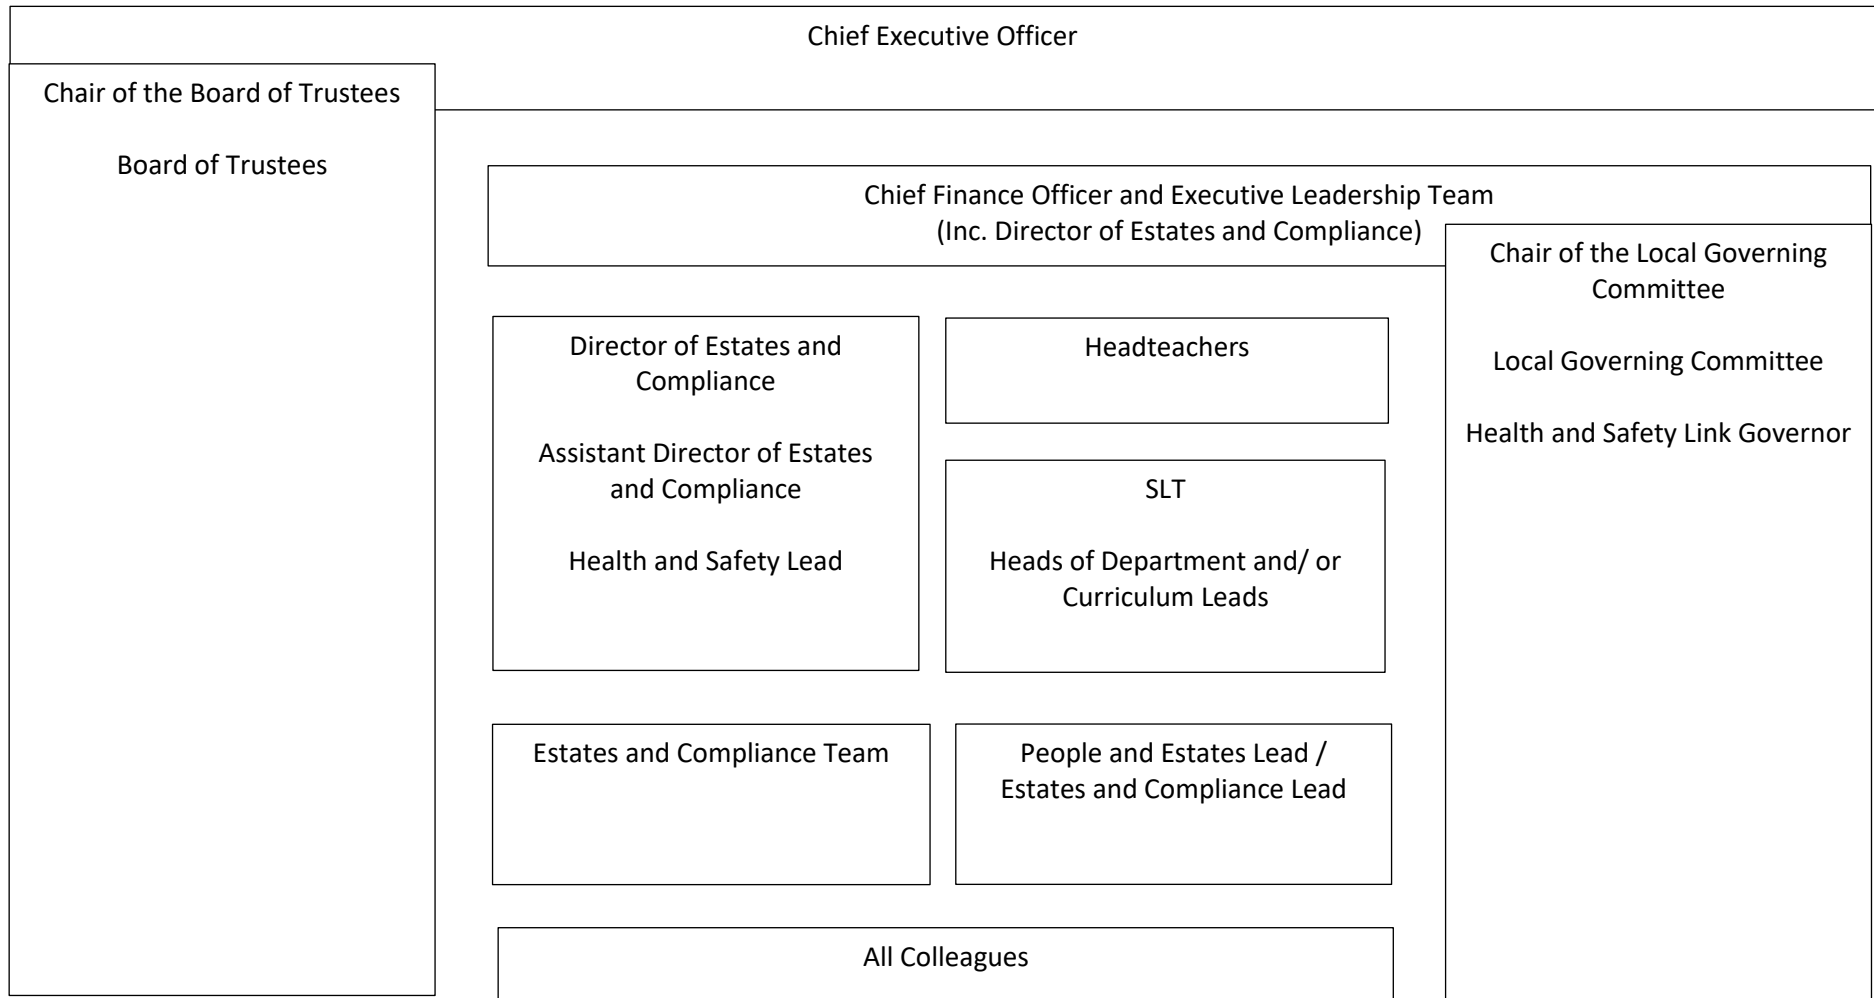 Chief Executive Officer
Chair of the Board of Trustees
Board of Trustees
Chief Finance Officer and Executive Leadership Team
(Inc. Director of Estates and Compliance)
Chair of the Local Governing
Committee
Local Governing Committee
Health and Safety Link Governor
Director of Estates and
Compliance
Assistant Director of Estates
and Compliance
Health and Safety Lead
Headteachers
SLT
Heads of Department and/ or
Curriculum Leads
Estates and Compliance Team
People and Estates Lead /
Estates and Compliance Lead
All Colleagues